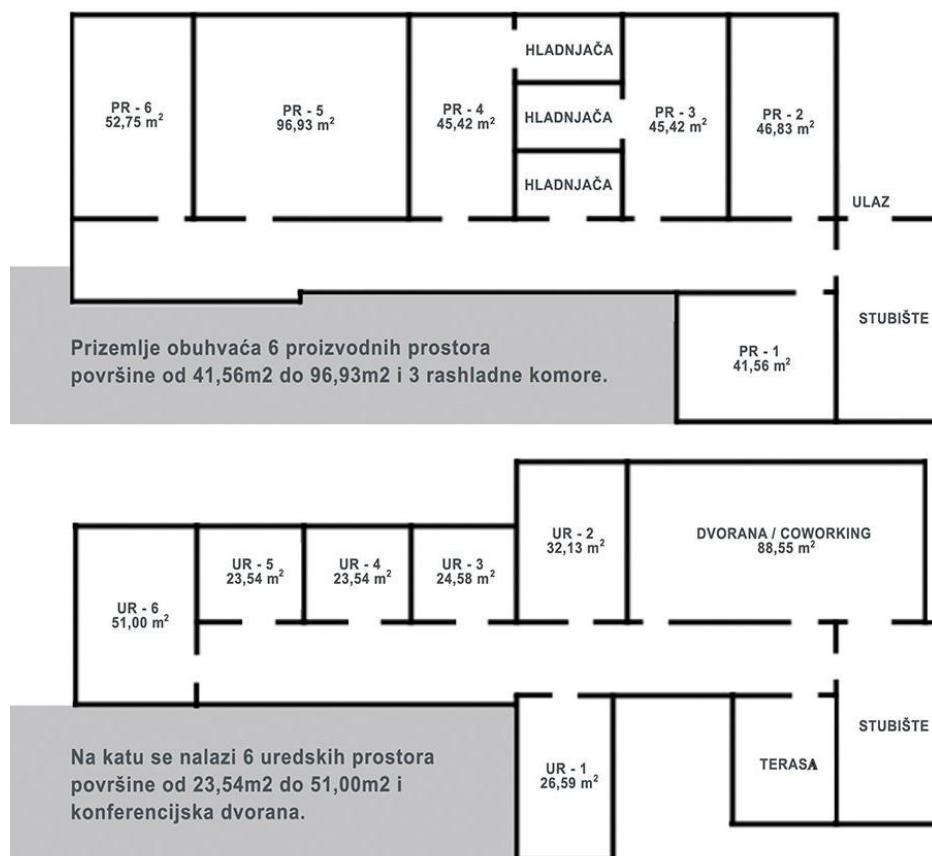 HLADNJAČA
PR - 6
52,75 m²
PR - 5
96,93 m²
PR - 4
45,42 m²
HLADNJAČA
PR - 3
45,42 m²
PR - 2
46,83 m²
HLADNJAČA
ULAZ
STUBIŠTE
Prizemlje obuhvaća 6 proizvodnih prostora
površine od 41,56m2 do 96,93m2 i 3 rashladne komore.
PR - 1
41,56 m²
UR - 2
32,13 m²
DVORANA / COWORKING
88,55 m²
UR - 5
23,54 m²
UR - 4
23,54 m²
UR - 3
24,58 m²
UR - 6
51,00 m²
STUBIŠTE
Na katu se nalazi 6 uredskih prostora
površine od 23,54m2 do 51,00m2 i
konferencijska dvorana.
UR - 1
26,59 m²
TERASA